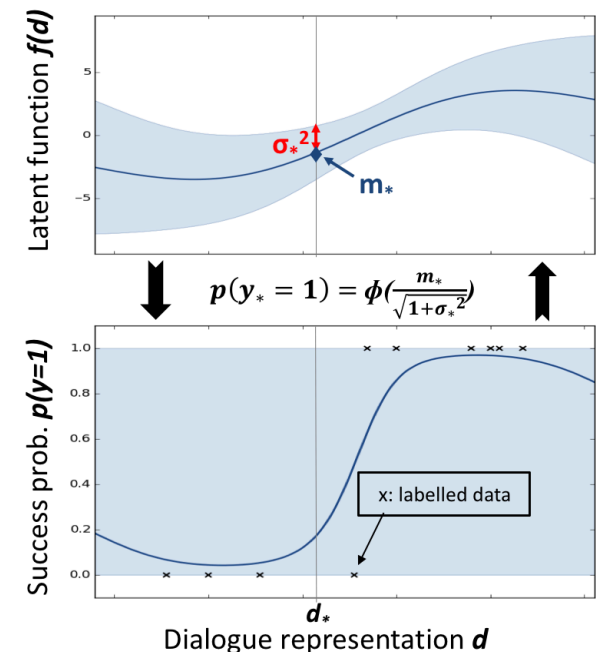 Latent function f(d)
5
0
−5
σ*²
m*
p(y* = 1) = ϕ(m*/√1+σ*²)
Success prob. p(y=1)
1.0
0.8
0.6
0.4
0.2
0.0
x: labelled data
d*
Dialogue representation d